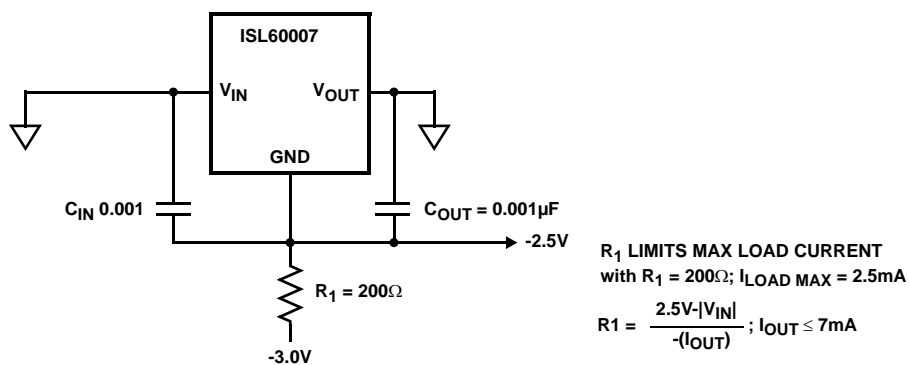 ISL60007
VIN
VOUT
GND
CIN 0.001
COUT = 0.001µF
-2.5V
R1 = 200Ω
-3.0V
R1 LIMITS MAX LOAD CURRENT
with R1 = 200Ω; ILOAD MAX = 2.5mA
R1 = 2.5V-|VIN| / -(IOUT) ; IOUT ≤ 7mA